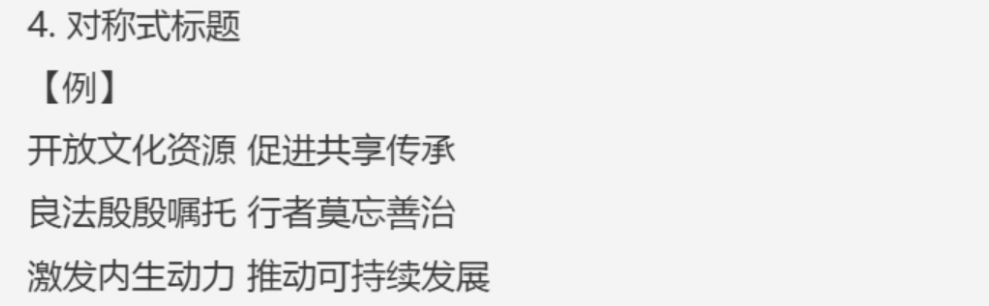 4. 对称式标题
【例】
开放文化资源 促进共享传承
良法殷殷嘱托 行者莫忘善治
激发内生动力 推动可持续发展